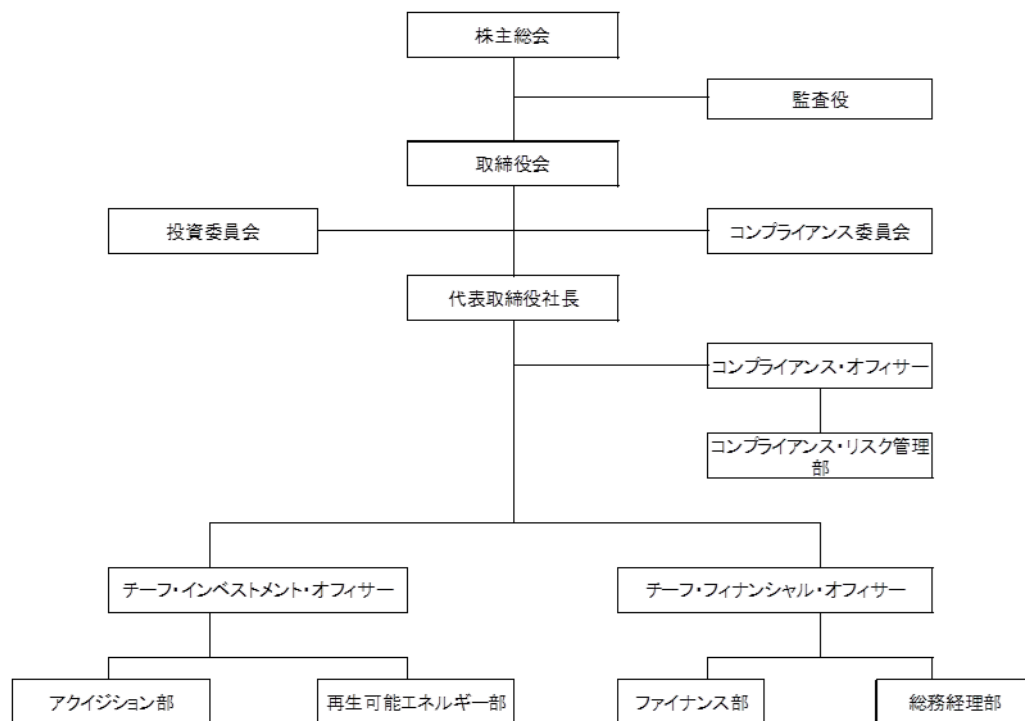 株主総会
監査役
取締役会
投資委員会
コンプライアンス委員会
代表取締役社長
コンプライアンス・オフィサー
コンプライアンス・リスク管理
部
チーフ・インベストメント・オフィサー
チーフ・フィナンシャル・オフィサー
アクイジション部
再生可能エネルギー部
ファイナンス部
総務経理部